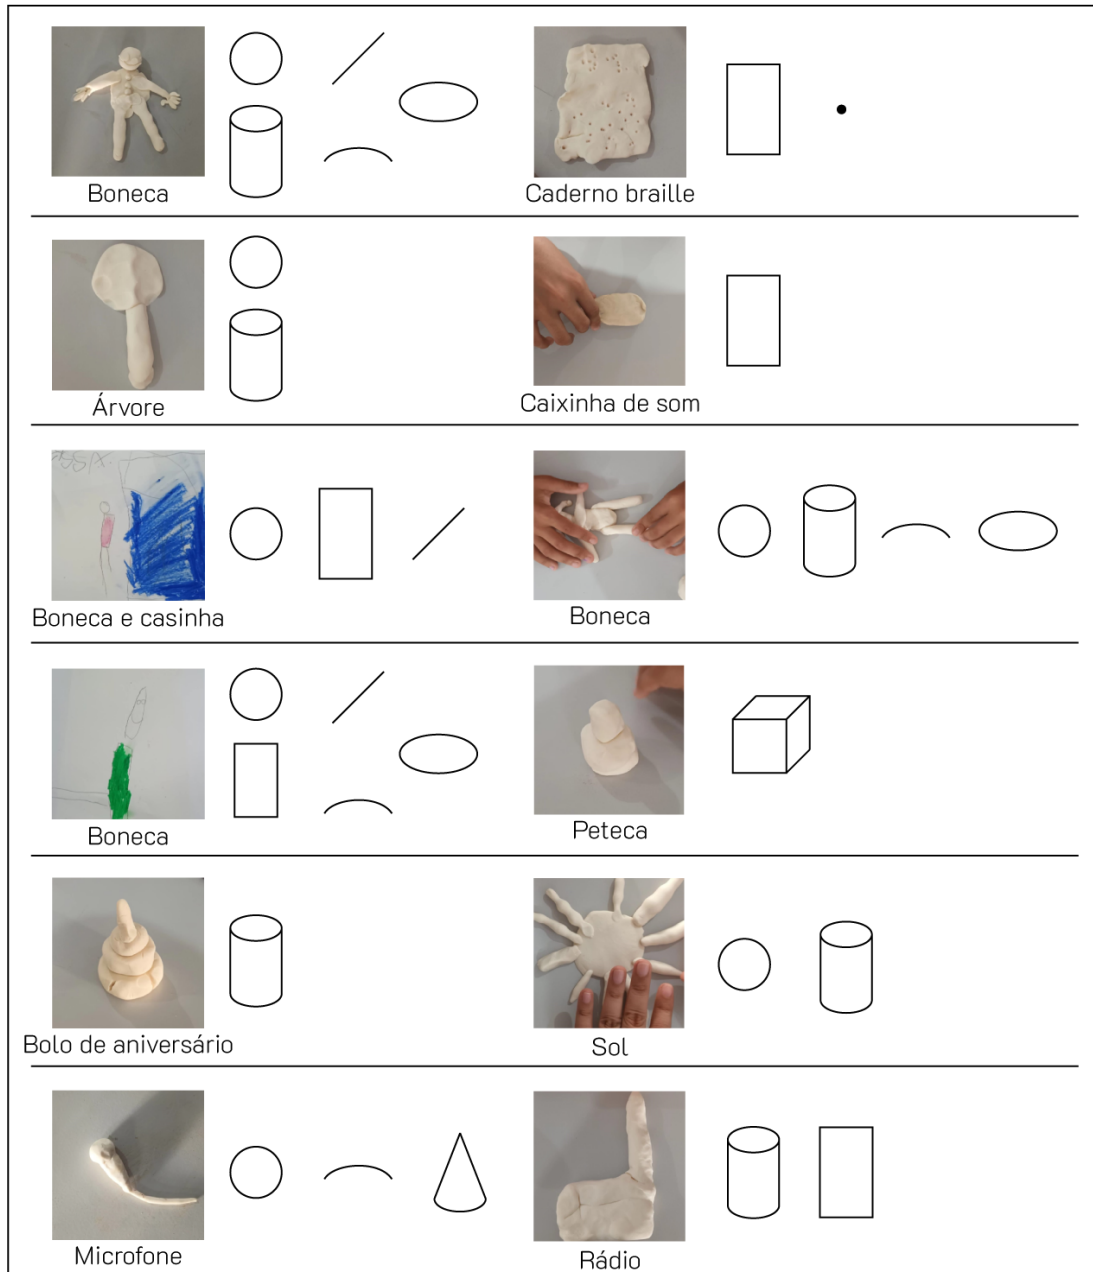 Boneca
Caderno braille
Árvore
Caixinha de som
Boneca e casinha
Boneca
Boneca
Peteca
Bolo de aniversário
Sol
Microfone
Rádio